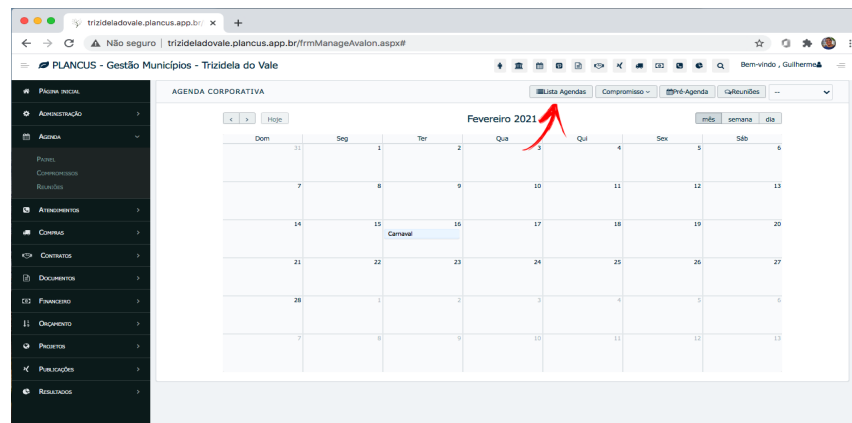 trizideladovale.plancus.app.br/
Não seguro | trizideladovale.plancus.app.br/frmManageAvalon.aspx#
PLANCUS - Gestão Municípios - Trizidela do Vale
Bem-vindo , Guilherme
PÁGINA INICIAL
ADMINISTRAÇÃO
AGENDA
PAINEL
COMPROMISSOS
REUNIÕES
ATENDIMENTOS
COMPRAS
CONTRATOS
DOCUMENTOS
FINANCEIRO
ORÇAMENTO
PROJETOS
PUBLICAÇÕES
RESULTADOS
AGENDA CORPORATIVA
Lista Agendas Compromisso Pré-Agenda Reuniões --
< > Hoje Fevereiro 2021 mês semana dia
Dom Seg Ter Qua Qui Sex Sáb
31 1 2 3 4 5 6
7 8 9 10 11 12 13
14 15 16 17 18 19 20
Carnaval
21 22 23 24 25 26 27
28 1 2 3 4 5 6
7 8 9 10 11 12 13